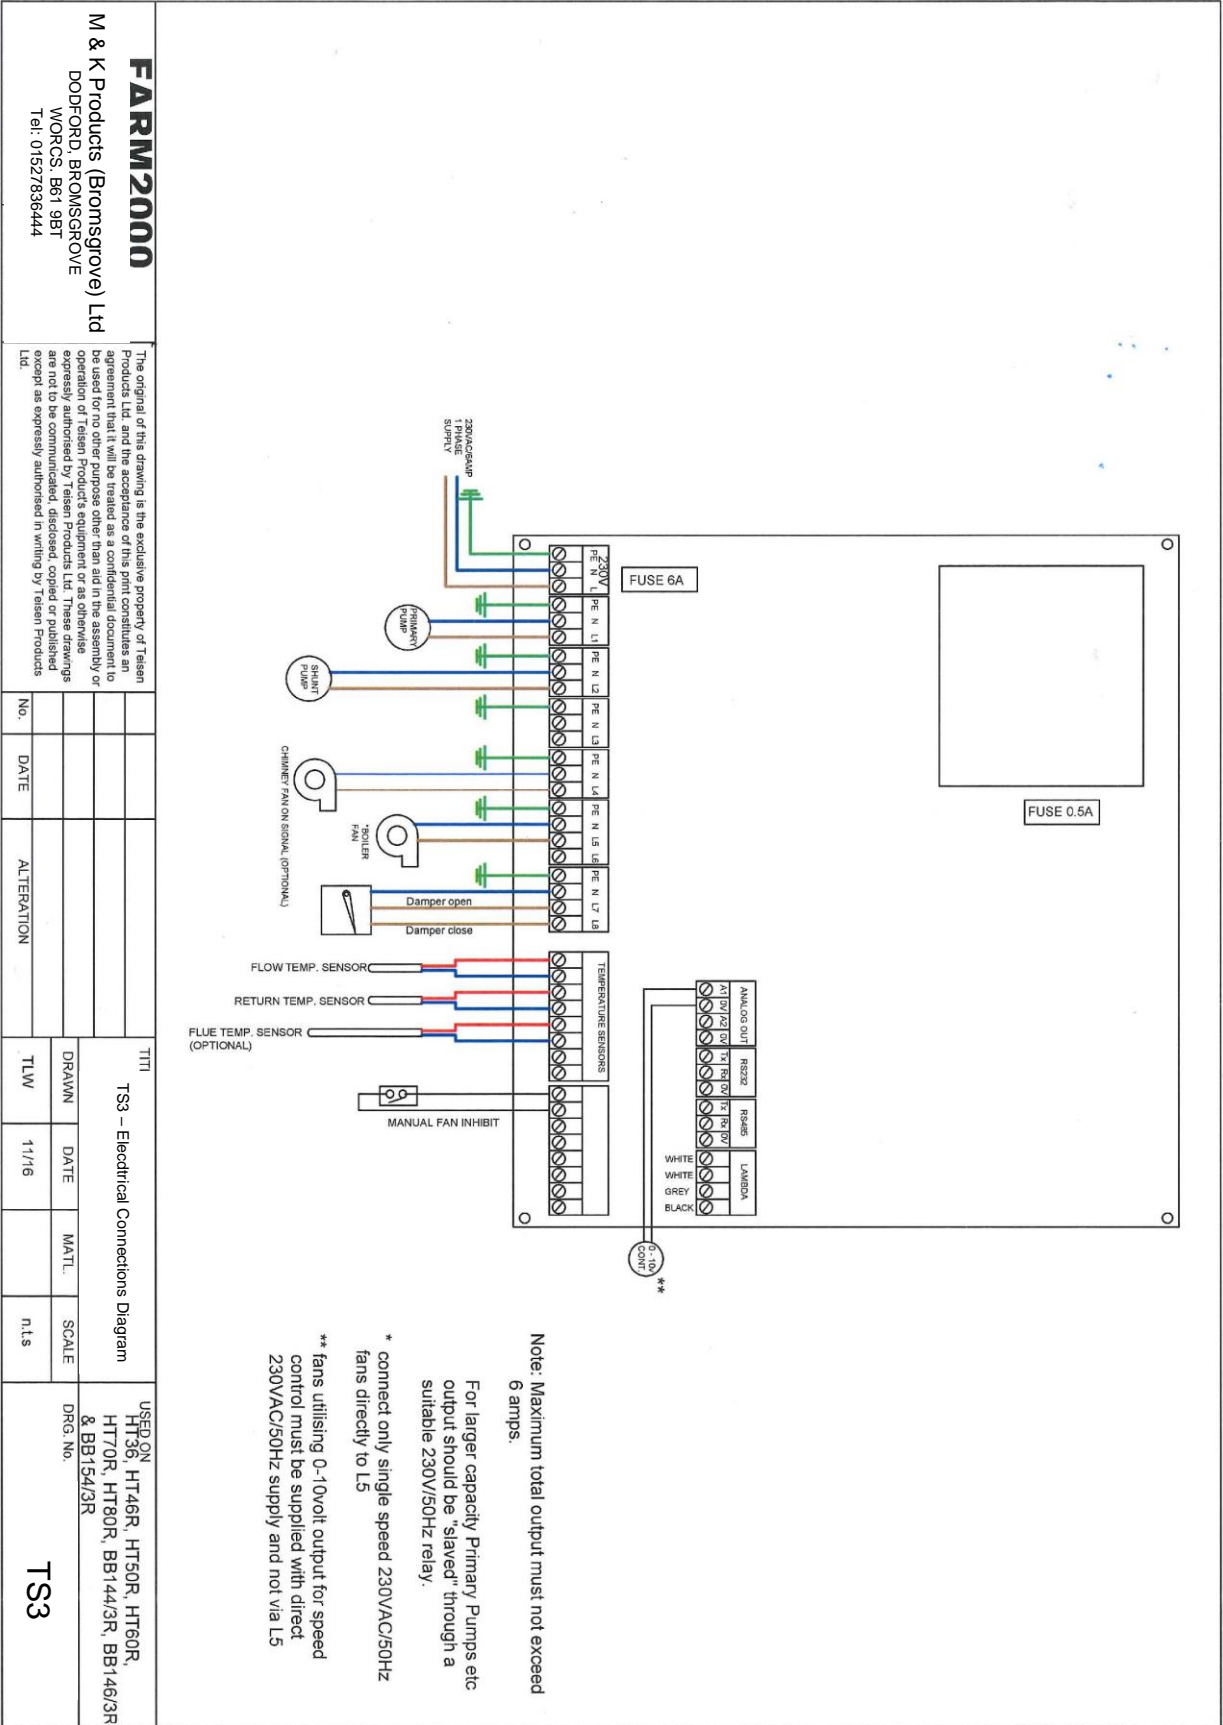 FUSE 0.5A
FUSE 6A
230VAC/6AMP
1 PHASE
SUPPLY
230V
PE N L
PE N L1
PE N L2
PE N L3
PE N L4
PE N L5 L6
PE N L7 L8
PRIMARY
PUMP
SHUNT
PUMP
CHIMNEY FAN ON SIGNAL (OPTIONAL)
*BOILER
FAN
Damper open
Damper close
TEMPERATURE SENSORS
FLOW TEMP. SENSOR
RETURN TEMP. SENSOR
FLUE TEMP. SENSOR
(OPTIONAL)
MANUAL FAN INHIBIT
ANALOG OUT
A1 0V A2 0V
RS232
Tx Rx 0V
RS485
Tx Rx 0V
LAMBDA
WHITE
WHITE
GREY
BLACK
0 - 10v
CONT.
**
Note: Maximum total output must not exceed
6 amps.
For larger capacity Primary Pumps etc
output should be "slaved" through a
suitable 230V/50Hz relay.
* connect only single speed 230VAC/50Hz
fans directly to L5
** fans utilising 0-10volt output for speed
control must be supplied with direct
230VAC/50Hz supply and not via L5
FARM2000
M & K Products (Bromsgrove) Ltd
DODFORD, BROMSGROVE
WORCS. B61 9BT
Tel: 01527836444
The original of this drawing is the exclusive property of Teisen
Products Ltd. and the acceptance of this print constitutes an
agreement that it will be treated as a confidential document to
be used for no other purpose other than aid in the assembly or
operation of Teisen Product's equipment or as otherwise
expressly authorised by Teisen Products Ltd. These drawings
are not to be communicated, disclosed, copied or published
except as expressly authorised in writing by Teisen Products
Ltd.
No.
DATE
ALTERATION
TITI
TS3 – Elecdtrical Connections Diagram
DRAWN
DATE
MATL.
SCALE
TLW
11/16
n.t.s
USED ON
HT36, HT46R, HT50R, HT60R,
HT70R, HT80R, BB144/3R, BB146/3R
& BB154/3R
DRG. No.
TS3